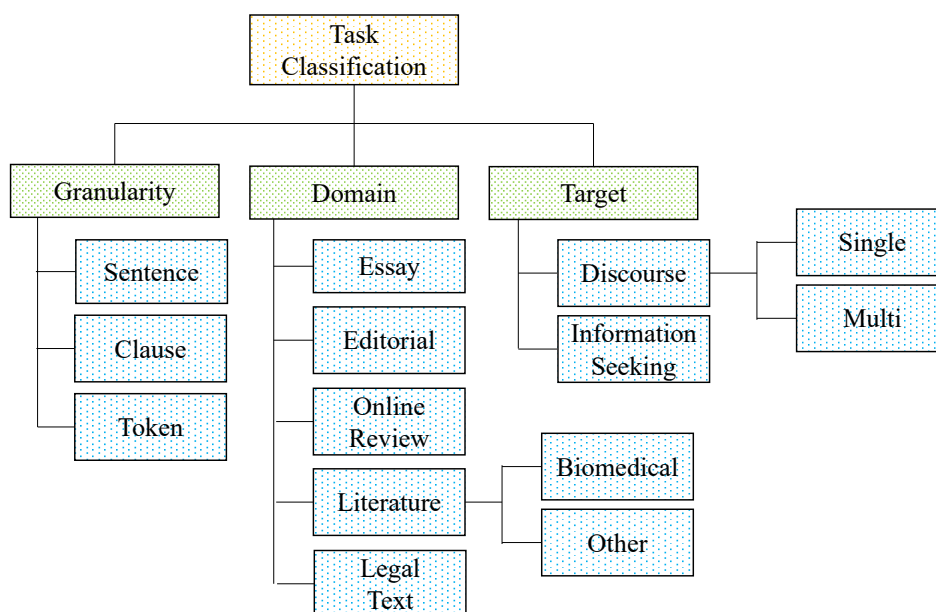 Task
Classification
Granularity
Domain
Target
Sentence
Clause
Token
Essay
Editorial
Online
Review
Literature
Legal
Text
Biomedical
Other
Discourse
Information
Seeking
Single
Multi